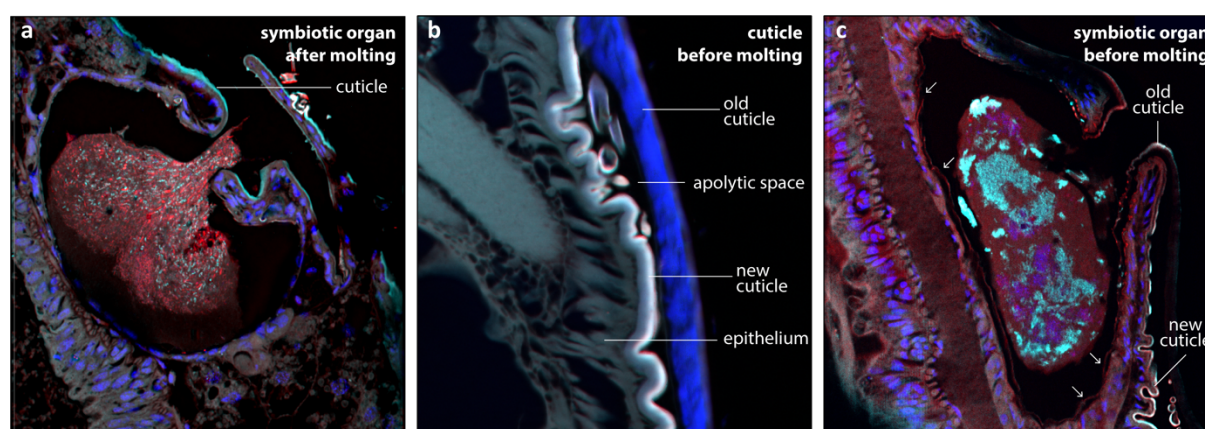 a
symbiotic organ
after molting
cuticle
b
cuticle
before molting
old
cuticle
apolytic space
new
cuticle
epithelium
c
symbiotic organ
before molting
old
cuticle
new
cuticle